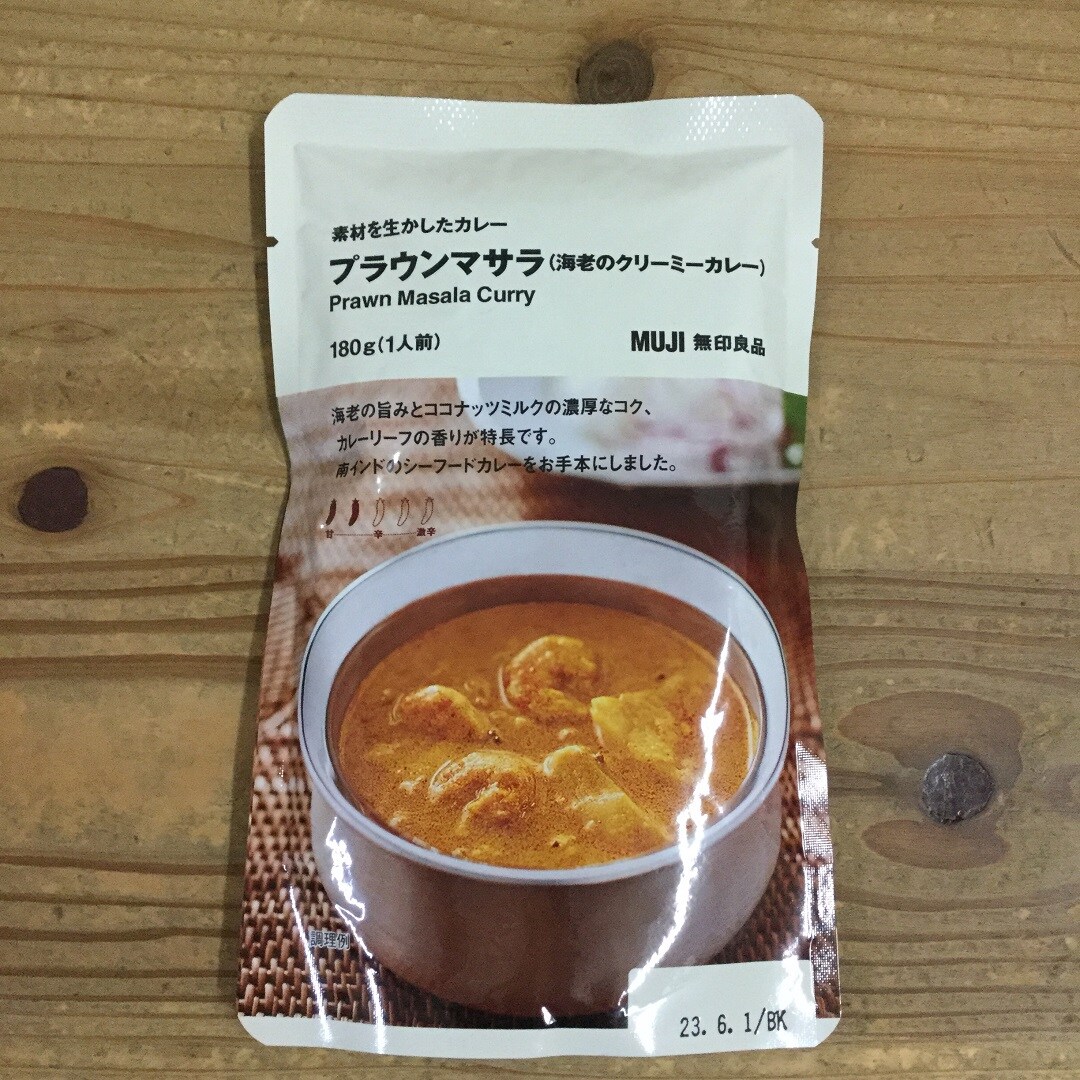 素材を生かしたカレー
プラウンマサラ(海老のクリーミーカレー)
Prawn Masala Curry
180g(1人前)
MUJI 無印良品
海老の旨みとココナッツミルクの濃厚なコク、
カレーリーフの香りが特長です。
南インドのシーフードカレーをお手本にしました。
甘 辛 激辛
調理例
23. 6. 1/BK